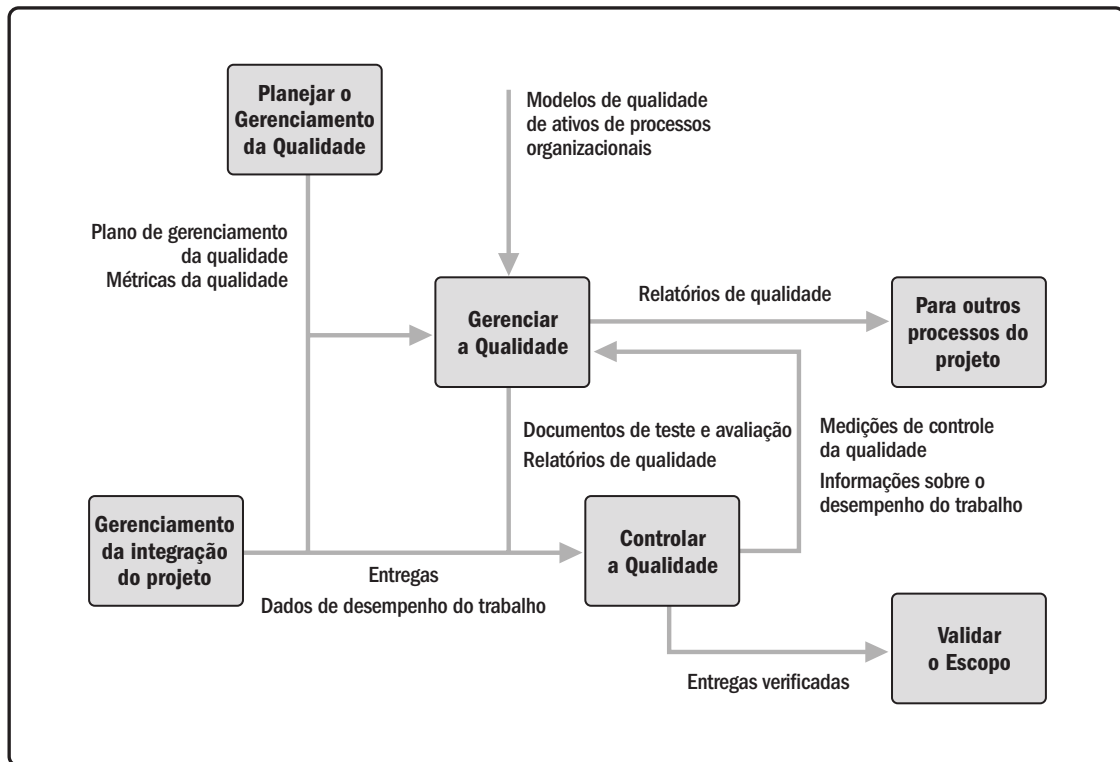 Planejar o
Gerenciamento
da Qualidade
Modelos de qualidade
de ativos de processos
organizacionais
Plano de gerenciamento
da qualidade
Métricas da qualidade
Gerenciar
a Qualidade
Relatórios de qualidade
Para outros
processos do
projeto
Documentos de teste e avaliação
Relatórios de qualidade
Medições de controle
da qualidade
Informações sobre o
desempenho do trabalho
Gerenciamento
da integração
do projeto
Entregas
Dados de desempenho do trabalho
Controlar
a Qualidade
Entregas verificadas
Validar
o Escopo